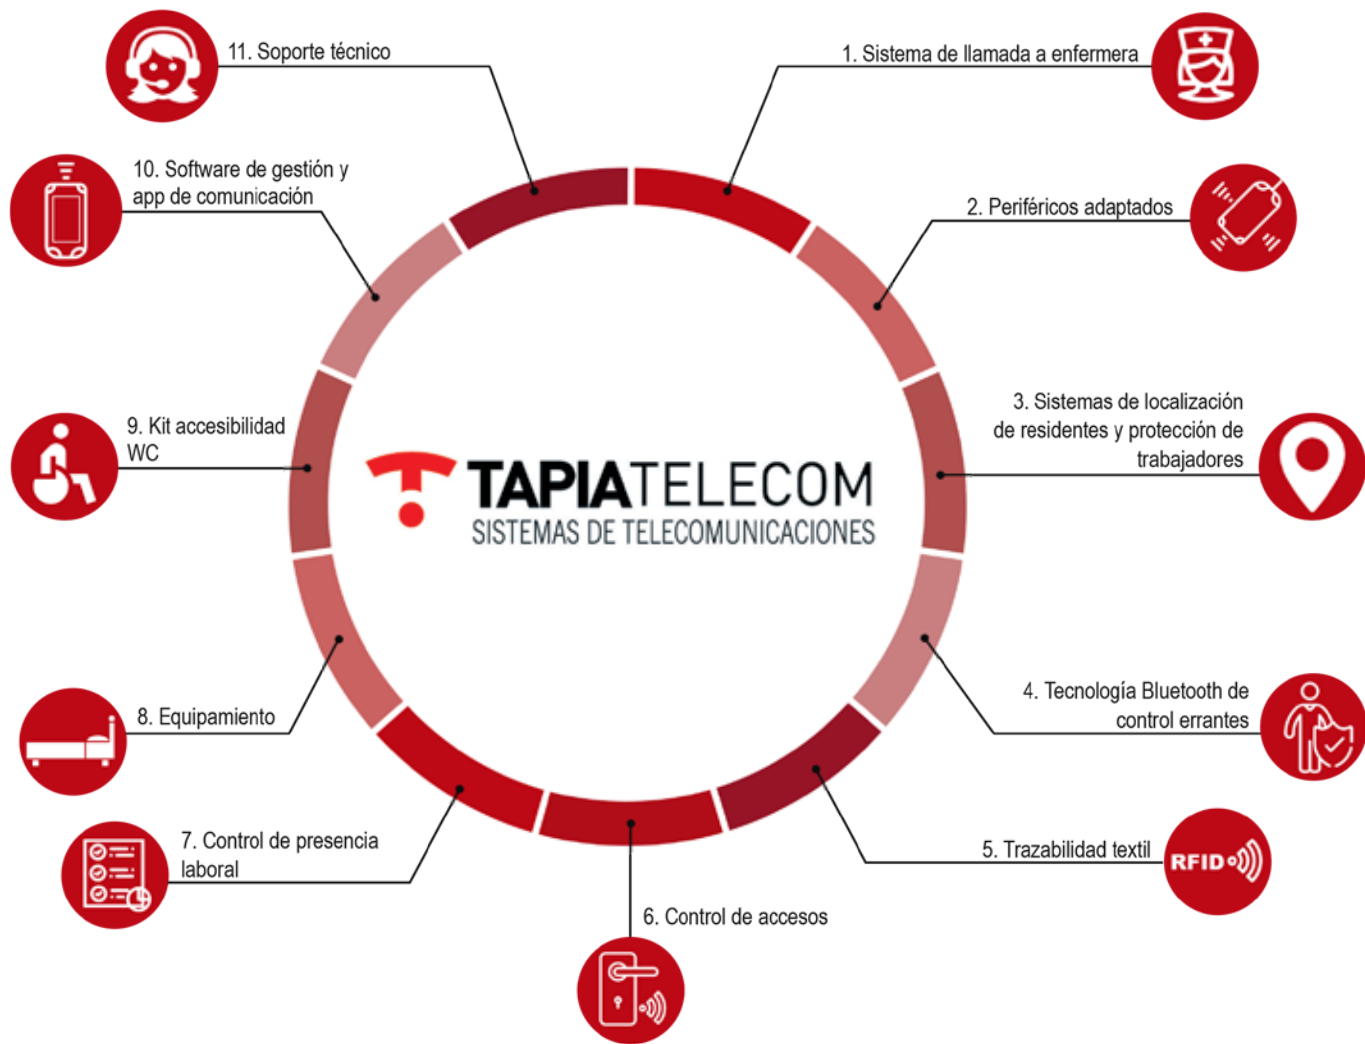 1. Sistema de llamada a enfermera
2. Periféricos adaptados
3. Sistemas de localización
de residentes y protección de
trabajadores
4. Tecnología Bluetooth de
control errantes
5. Trazabilidad textil
RFID
6. Control de accesos
7. Control de presencia
laboral
8. Equipamiento
9. Kit accesibilidad
WC
10. Software de gestión y
app de comunicación
11. Soporte técnico
TAPIATELECOM
SISTEMAS DE TELECOMUNICACIONES